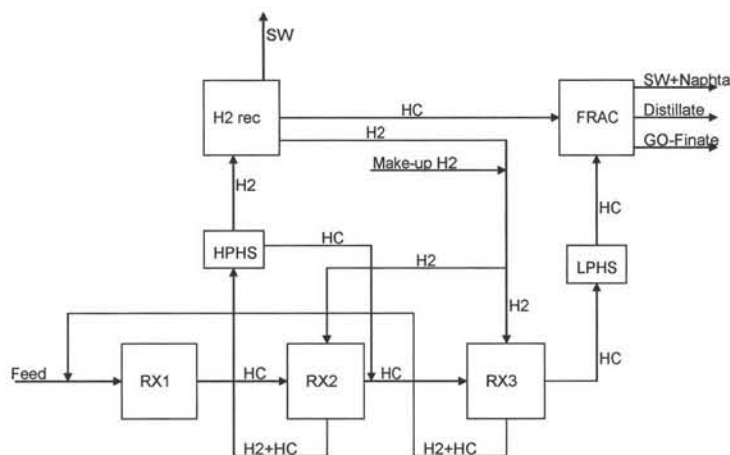 SW
H2 rec
HC
FRAC
SW+Naphta
Distillate
GO-Finate
H2
Make-up H2
H2
HC
HPHS
HC
LPHS
H2
H2
HC
Feed
RX1
HC
RX2
HC
RX3
H2+HC
H2+HC